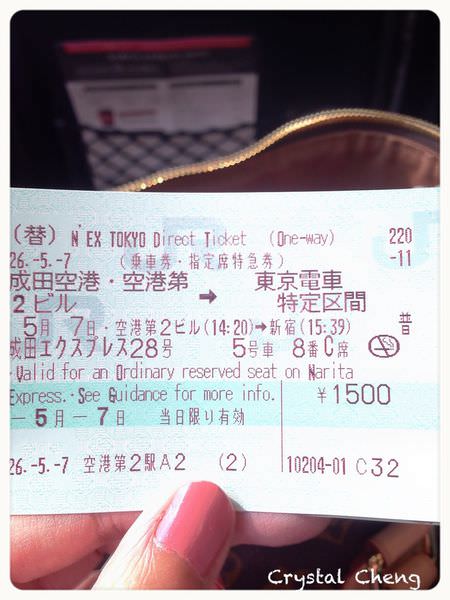 (替) N'EX TOKYO Direct Ticket (One-way) 220
26.-5.-7 (乗車券・指定席特急券) -11
成田空港・空港第 東京電車
2ビル ➡ 特定区間
5月 7日・空港第2ビル(14:20)→新宿(15:39) 普
成田エクスプレス28号 5号車 8番C席
・Valid for an Ordinary reserved seat on Narita
Express.・See Guidance for more info. ¥1500
-5月-7日 当日限り有効
26.-5.-7 空港第2駅A2 (2) 10204-01 C32
Crystal Cheng